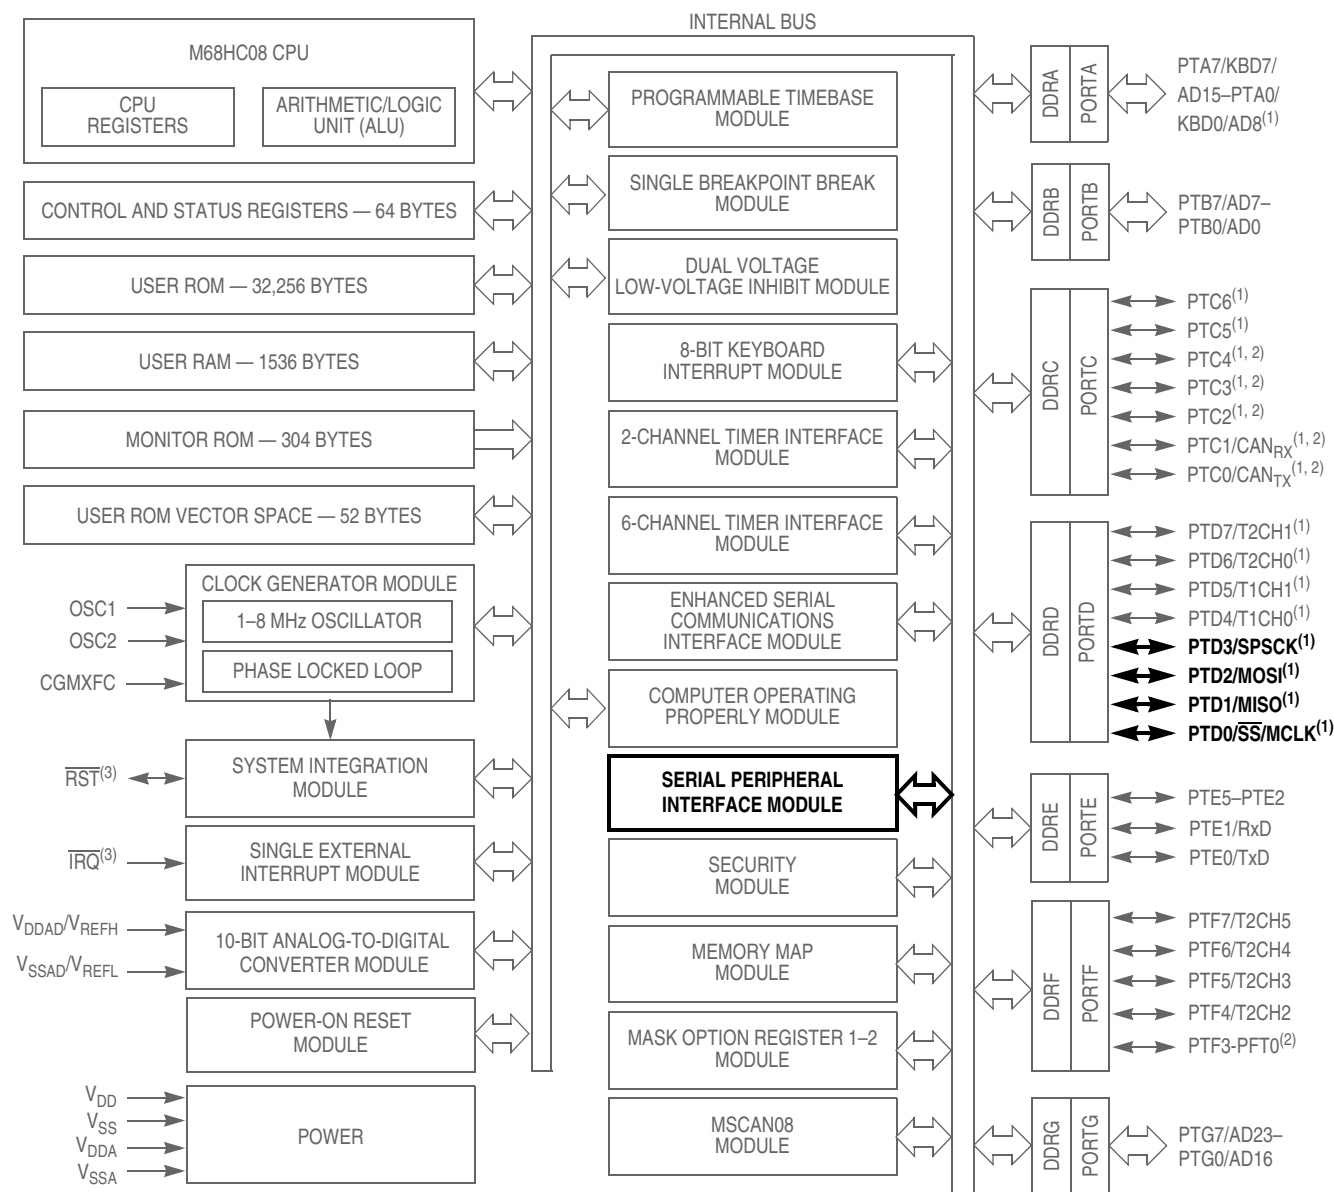 INTERNAL BUS
M68HC08 CPU
CPU
REGISTERS
ARITHMETIC/LOGIC
UNIT (ALU)
CONTROL AND STATUS REGISTERS — 64 BYTES
USER ROM — 32,256 BYTES
USER RAM — 1536 BYTES
MONITOR ROM — 304 BYTES
USER ROM VECTOR SPACE — 52 BYTES
CLOCK GENERATOR MODULE
1–8 MHz OSCILLATOR
PHASE LOCKED LOOP
OSC1
OSC2
CGMXFC
SYSTEM INTEGRATION
MODULE
RST(3)
SINGLE EXTERNAL
INTERRUPT MODULE
IRQ(3)
10-BIT ANALOG-TO-DIGITAL
CONVERTER MODULE
VDDAD/VREFH
VSSAD/VREFL
POWER-ON RESET
MODULE
POWER
VDD
VSS
VDDA
VSSA
PROGRAMMABLE TIMEBASE
MODULE
SINGLE BREAKPOINT BREAK
MODULE
DUAL VOLTAGE
LOW-VOLTAGE INHIBIT MODULE
8-BIT KEYBOARD
INTERRUPT MODULE
2-CHANNEL TIMER INTERFACE
MODULE
6-CHANNEL TIMER INTERFACE
MODULE
ENHANCED SERIAL
COMMUNICATIONS
INTERFACE MODULE
COMPUTER OPERATING
PROPERLY MODULE
SERIAL PERIPHERAL
INTERFACE MODULE
SECURITY
MODULE
MEMORY MAP
MODULE
MASK OPTION REGISTER 1–2
MODULE
MSCAN08
MODULE
DDRA
PORTA
PTA7/KBD7/
AD15–PTA0/
KBD0/AD8(1)
DDRB
PORTB
PTB7/AD7–
PTB0/AD0
DDRC
PORTC
PTC6(1)
PTC5(1)
PTC4(1, 2)
PTC3(1, 2)
PTC2(1, 2)
PTC1/CANRX(1, 2)
PTC0/CANTX(1, 2)
DDRD
PORTD
PTD7/T2CH1(1)
PTD6/T2CH0(1)
PTD5/T1CH1(1)
PTD4/T1CH0(1)
PTD3/SPSCK(1)
PTD2/MOSI(1)
PTD1/MISO(1)
PTD0/SS/MCLK(1)
DDRE
PORTE
PTE5–PTE2
PTE1/RxD
PTE0/TxD
DDRF
PORTF
PTF7/T2CH5
PTF6/T2CH4
PTF5/T2CH3
PTF4/T2CH2
PTF3-PFT0(2)
DDRG
PORTG
PTG7/AD23–
PTG0/AD16